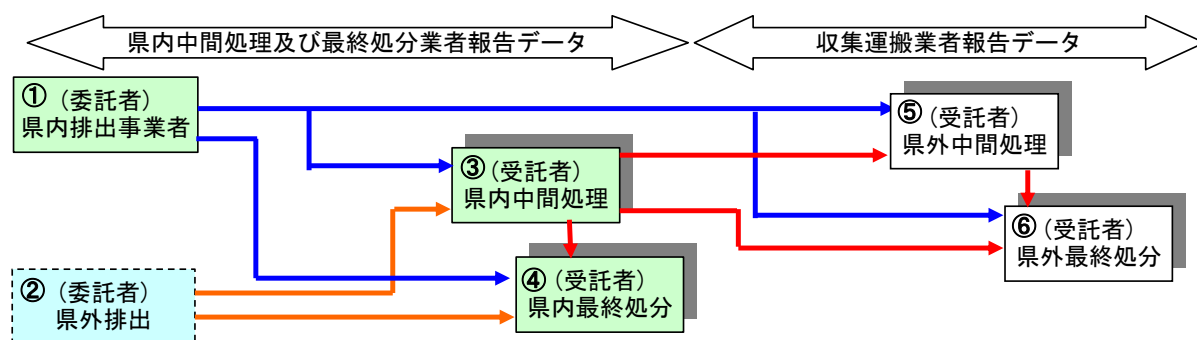 県内中間処理及び最終処分業者報告データ
収集運搬業者報告データ
① (委託者)
県内排出事業者
⑤ (受託者)
県外中間処理
③ (受託者)
県内中間処理
⑥ (受託者)
県外最終処分
④ (受託者)
県内最終処分
② (委託者)
県外排出